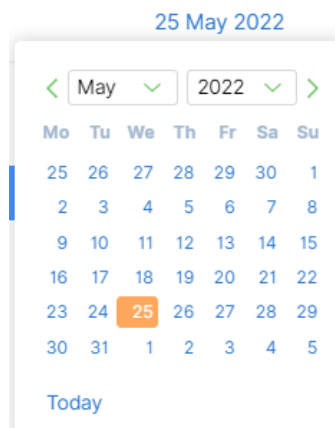 25 May 2022
May 2022
Mo Tu We Th Fr Sa Su
25 26 27 28 29 30 1
2 3 4 5 6 7 8
9 10 11 12 13 14 15
16 17 18 19 20 21 22
23 24 25 26 27 28 29
30 31 1 2 3 4 5
Today